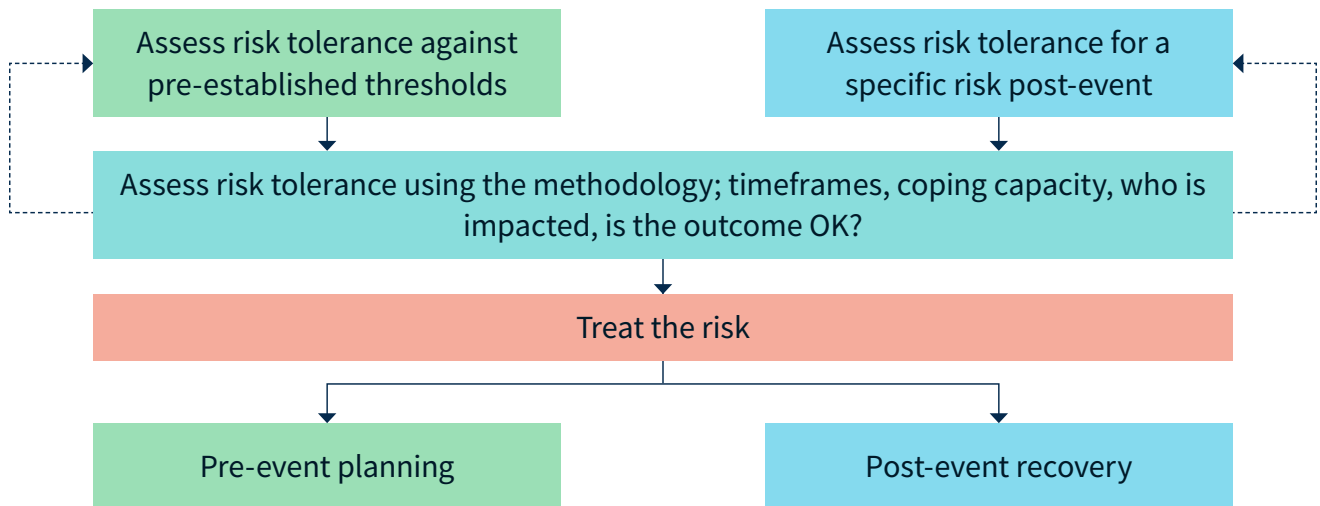 Assess risk tolerance against
pre-established thresholds
Assess risk tolerance for a
specific risk post-event
Assess risk tolerance using the methodology; timeframes, coping capacity, who is
impacted, is the outcome OK?
Treat the risk
Pre-event planning
Post-event recovery